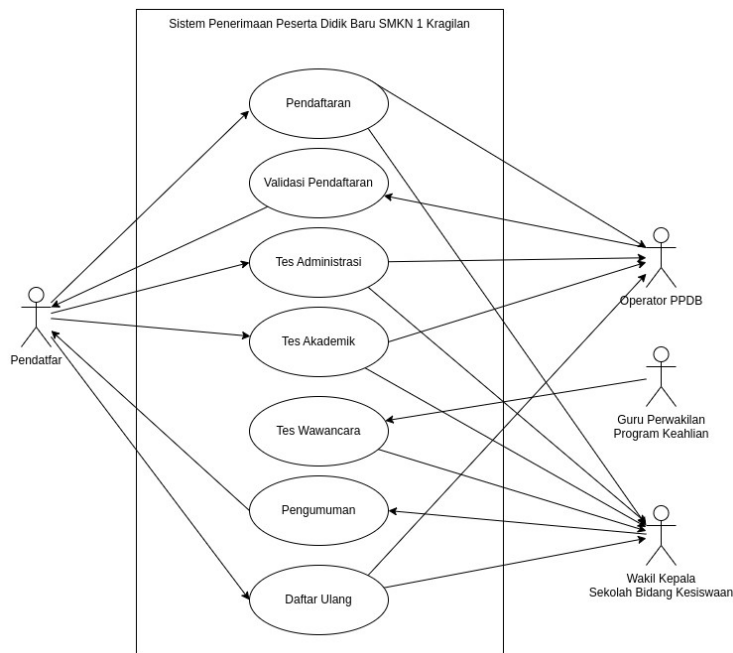 Sistem Penerimaan Peserta Didik Baru SMKN 1 Kragilan
Pendaftaran
Validasi Pendaftaran
Tes Administrasi
Operator PPDB
Pendatfar
Tes Akademik
Guru Perwakilan
Program Keahlian
Tes Wawancara
Pengumuman
Wakil Kepala
Sekolah Bidang Kesiswaan
Daftar Ulang